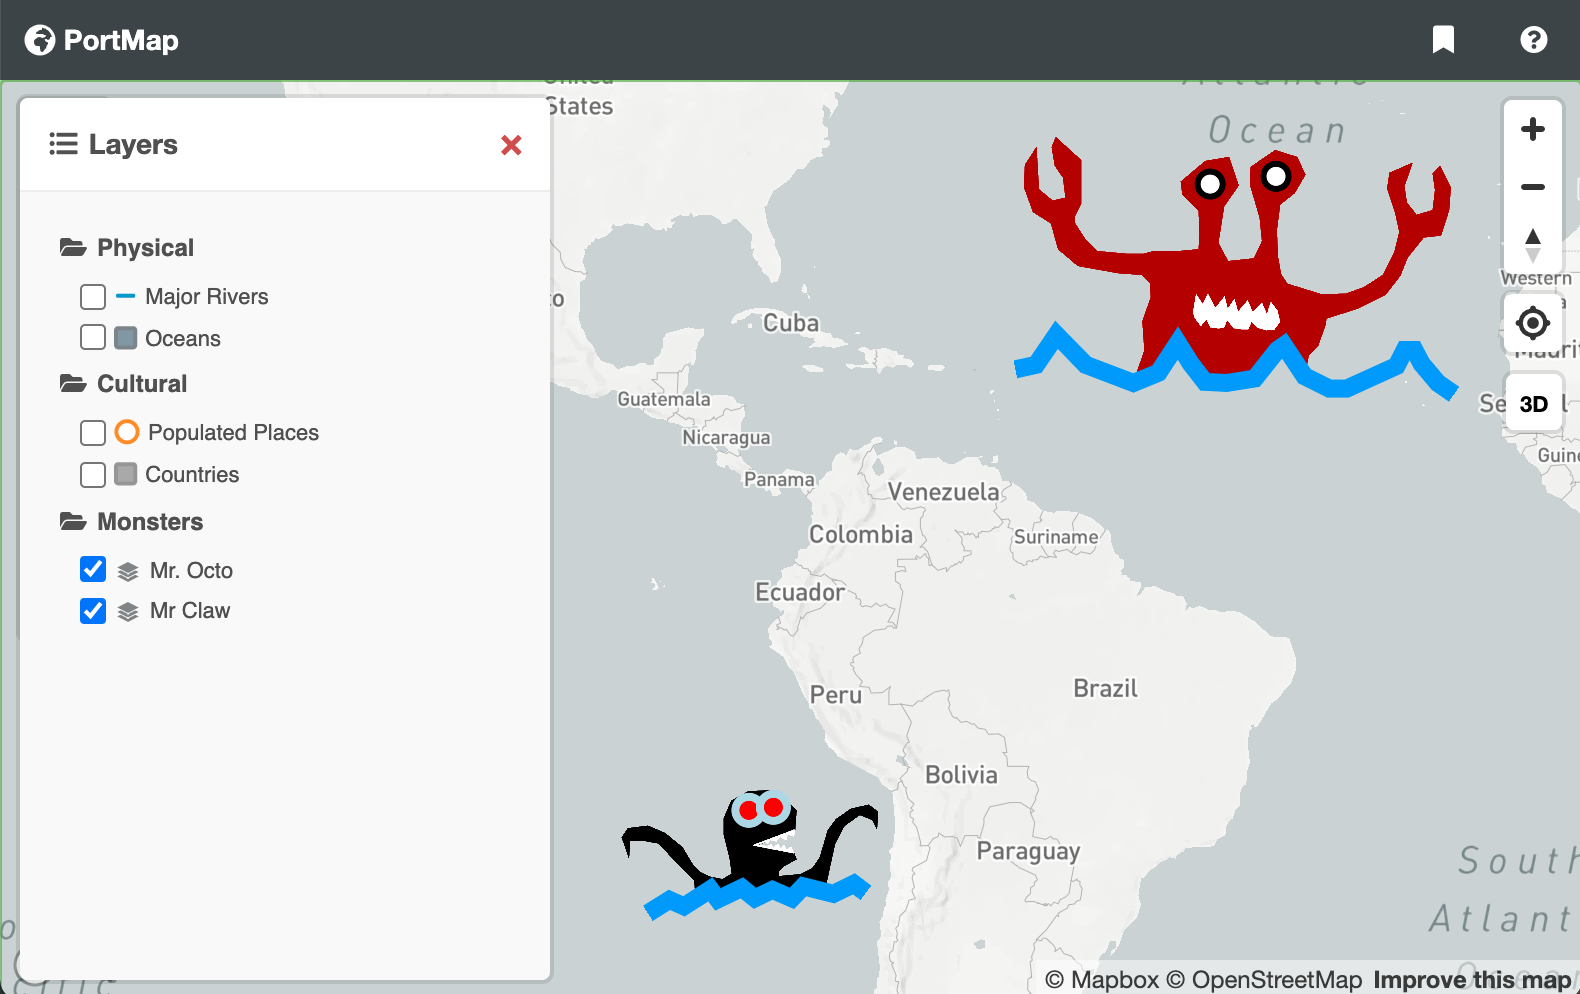 PortMap
States
Ocean
Layers
Physical
Major Rivers
Oceans
Cultural
Populated Places
Countries
Monsters
Mr. Octo
Mr Claw
Western
Cuba
3D
Guatemala
Nicaragua
Panama
Venezuela
Colombia
Suriname
Ecuador
Peru
Brazil
Bolivia
Paraguay
South
Atlant
© Mapbox © OpenStreetMap Improve this map